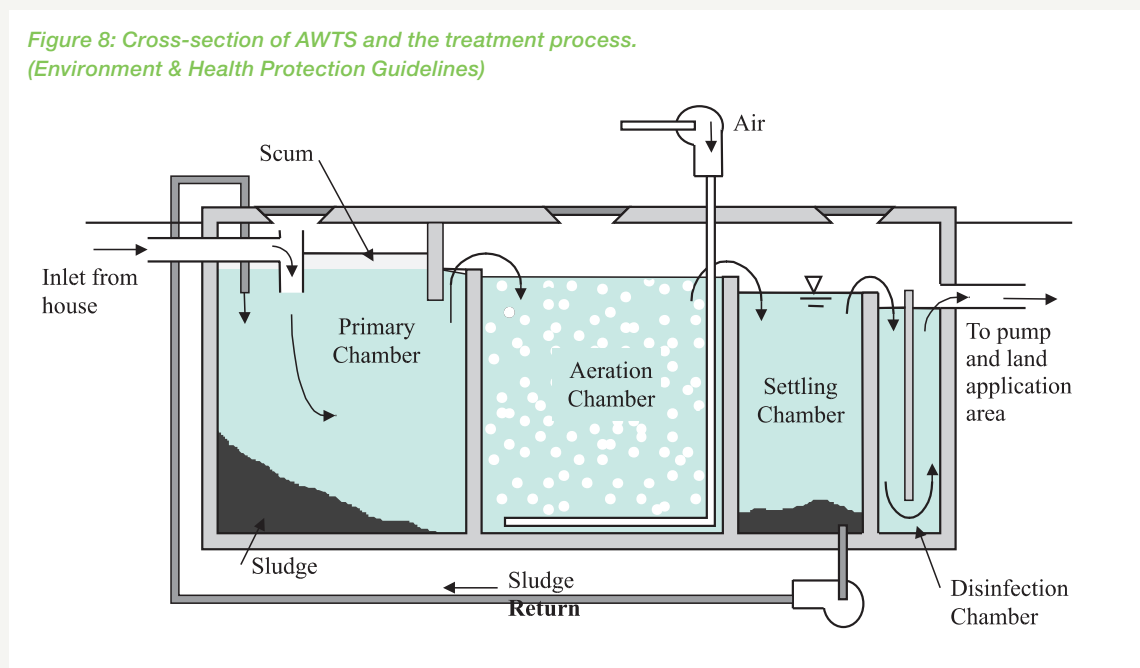 Figure 8: Cross-section of AWTS and the treatment process.
(Environment & Health Protection Guidelines)
Air
Scum
Inlet from
house
Primary
Chamber
Aeration
Chamber
Settling
Chamber
To pump
and land
application
area
Sludge
Sludge
Return
Disinfection
Chamber